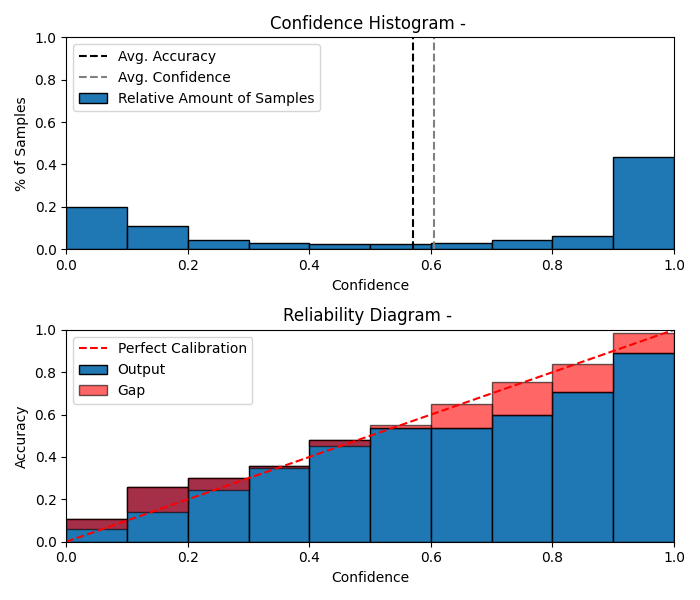 Confidence Histogram -
1.0
0.8
0.6
0.4
0.2
0.0
% of Samples
Avg. Accuracy
Avg. Confidence
Relative Amount of Samples
0.0 0.2 0.4 0.6 0.8 1.0
Confidence
Reliability Diagram -
1.0
0.8
0.6
0.4
0.2
0.0
Accuracy
Perfect Calibration
Output
Gap
0.0 0.2 0.4 0.6 0.8 1.0
Confidence